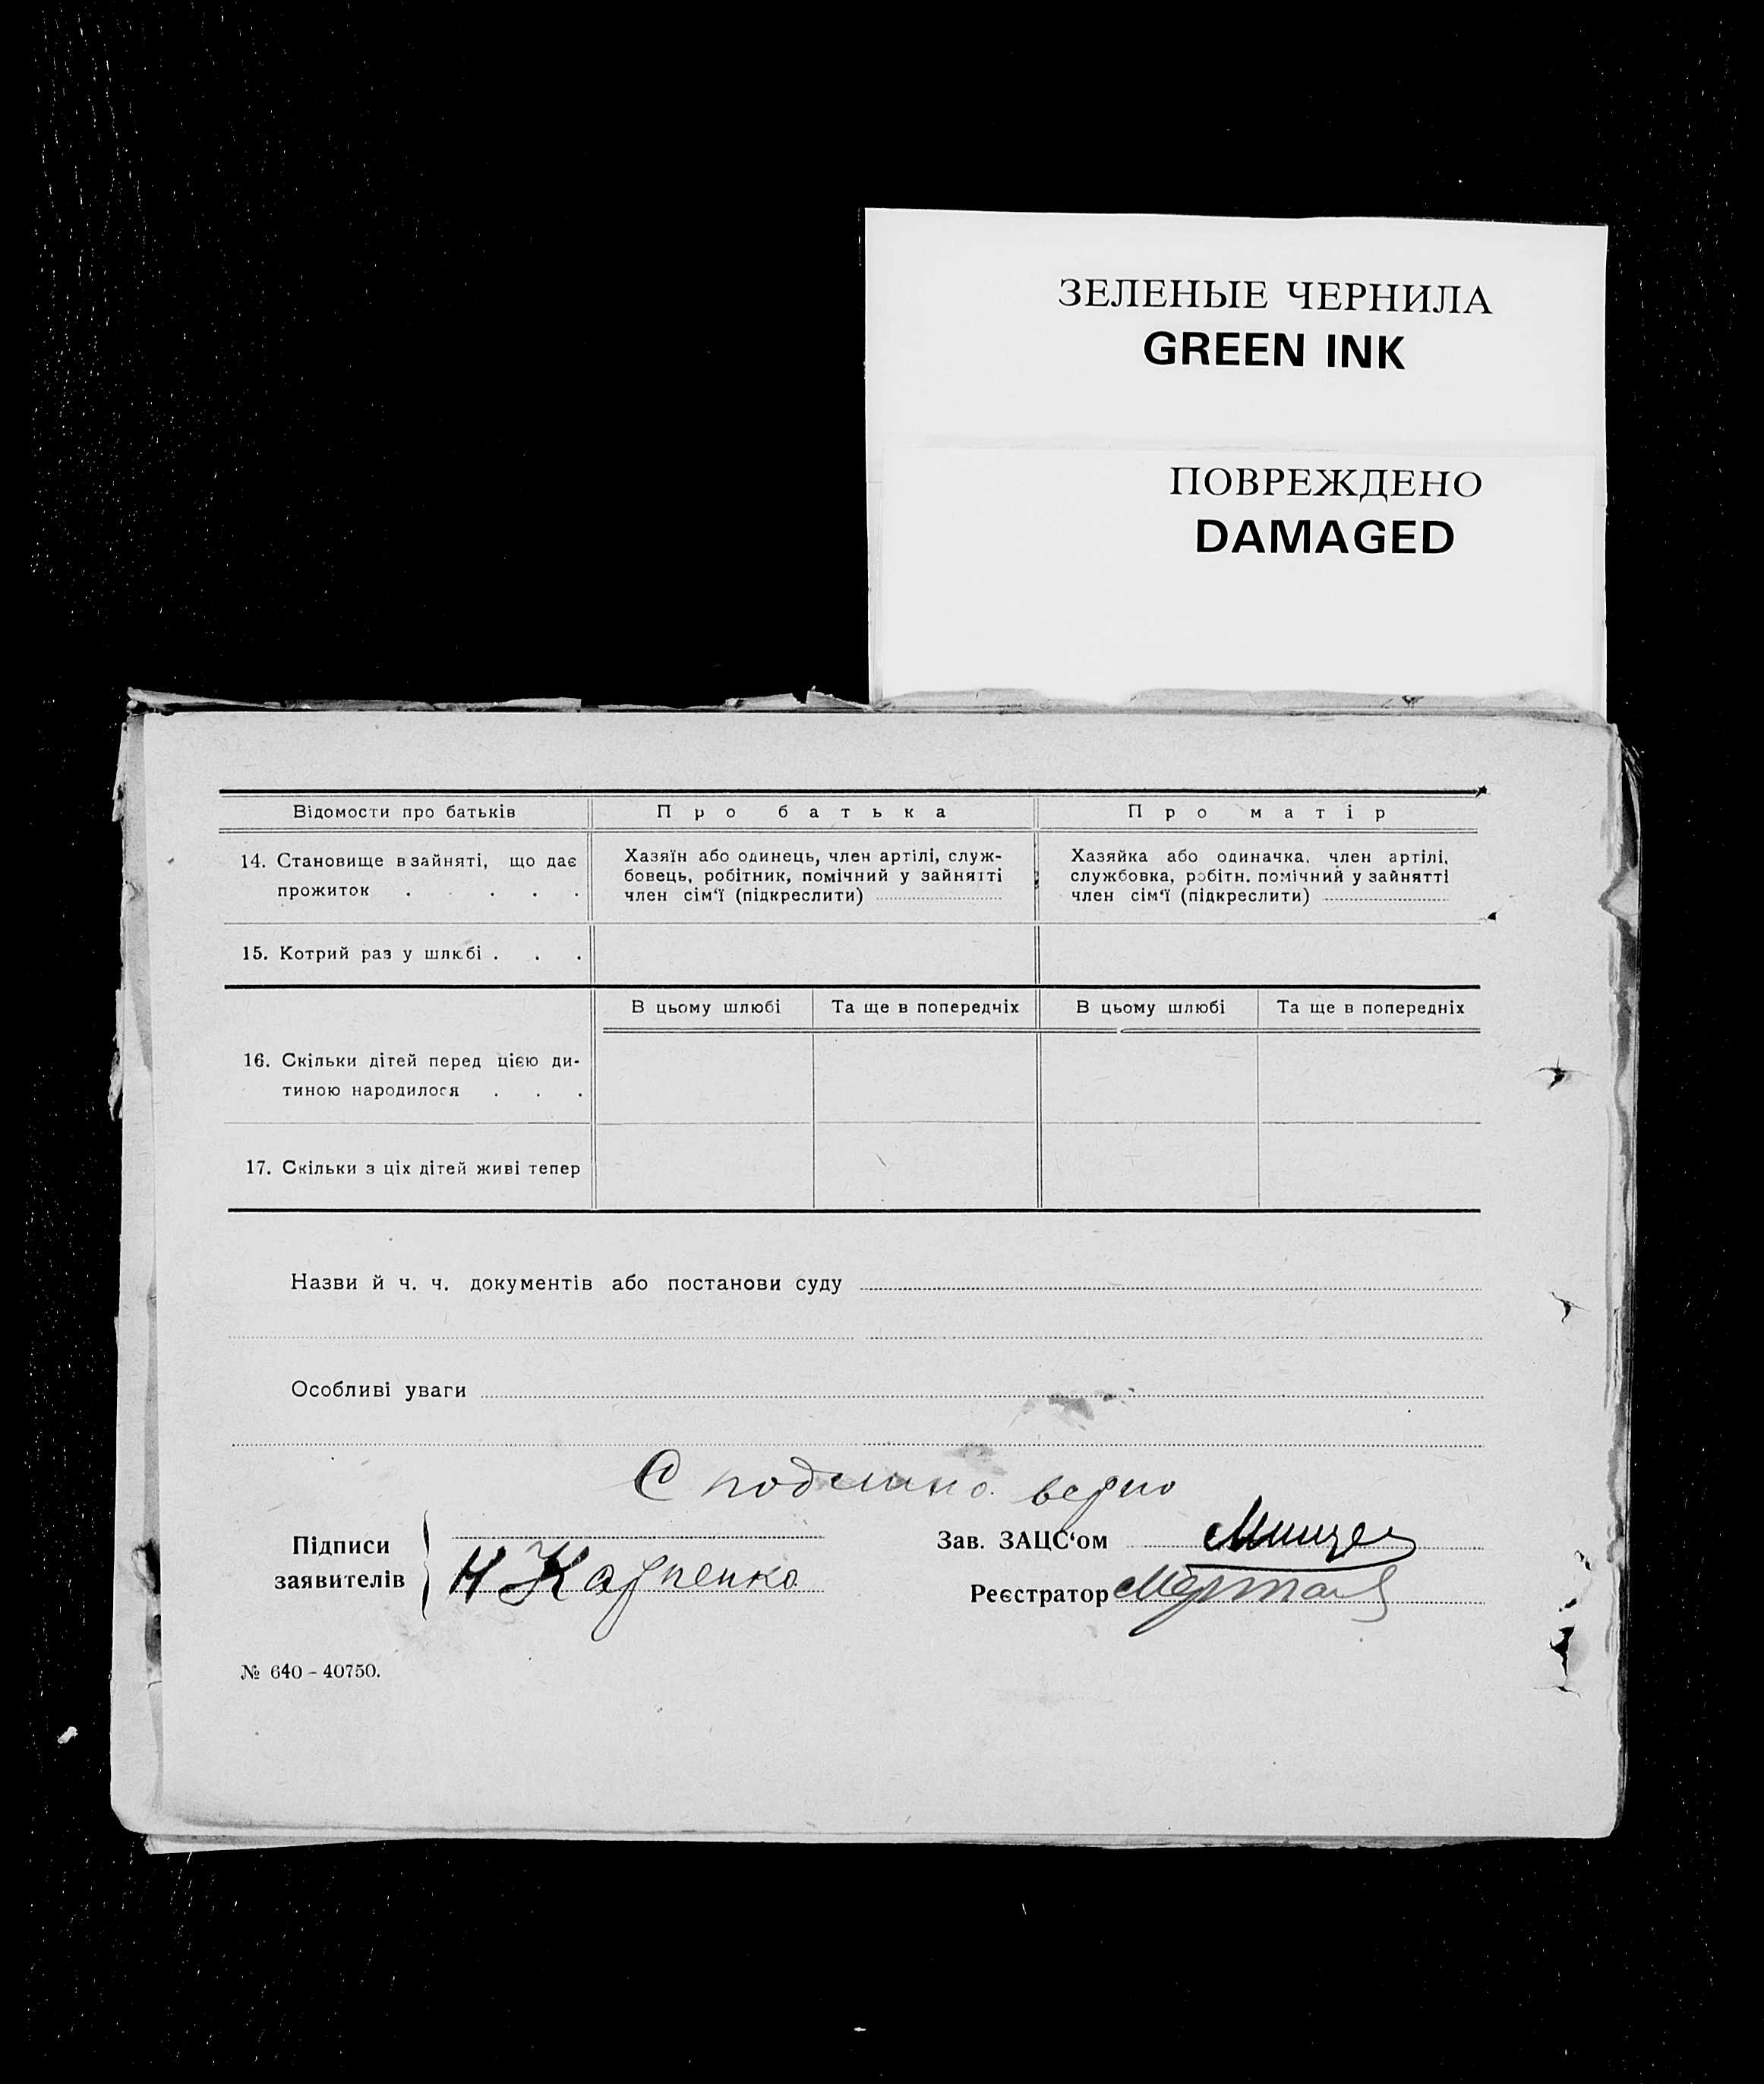 ЗЕЛЕНЫЕ ЧЕРНИЛА
GREEN INK
ПОВРЕЖДЕНО
DAMAGED
Відомости про батьків
Про батька
Про матір
14. Становище в зайняті, що дає
прожиток . . . .
Хазяїн або одинець, член артілі, служ-
бовець, робітник, помічний у зайнятті
член сім‘ї (підкреслити)
Хазяйка або одиначка, член артілі,
службовка, робітн. помічний у зайнятті
член сім‘ї (підкреслити)
15. Котрий раз у шлюбі . . .
В цьому шлюбі
Та ще в попередніх
В цьому шлюбі
Та ще в попередніх
16. Скільки дітей перед цією ди-
тиною народилося . . .
17. Скільки з ціх дітей живі тепер
Назви й ч. ч. документів або постанови суду
Особливі уваги
С подлинно верно
Підписи
заявителів
Н Карпенко
Зав. ЗАЦС‘ом
Реєстратор
№ 640 - 40750.